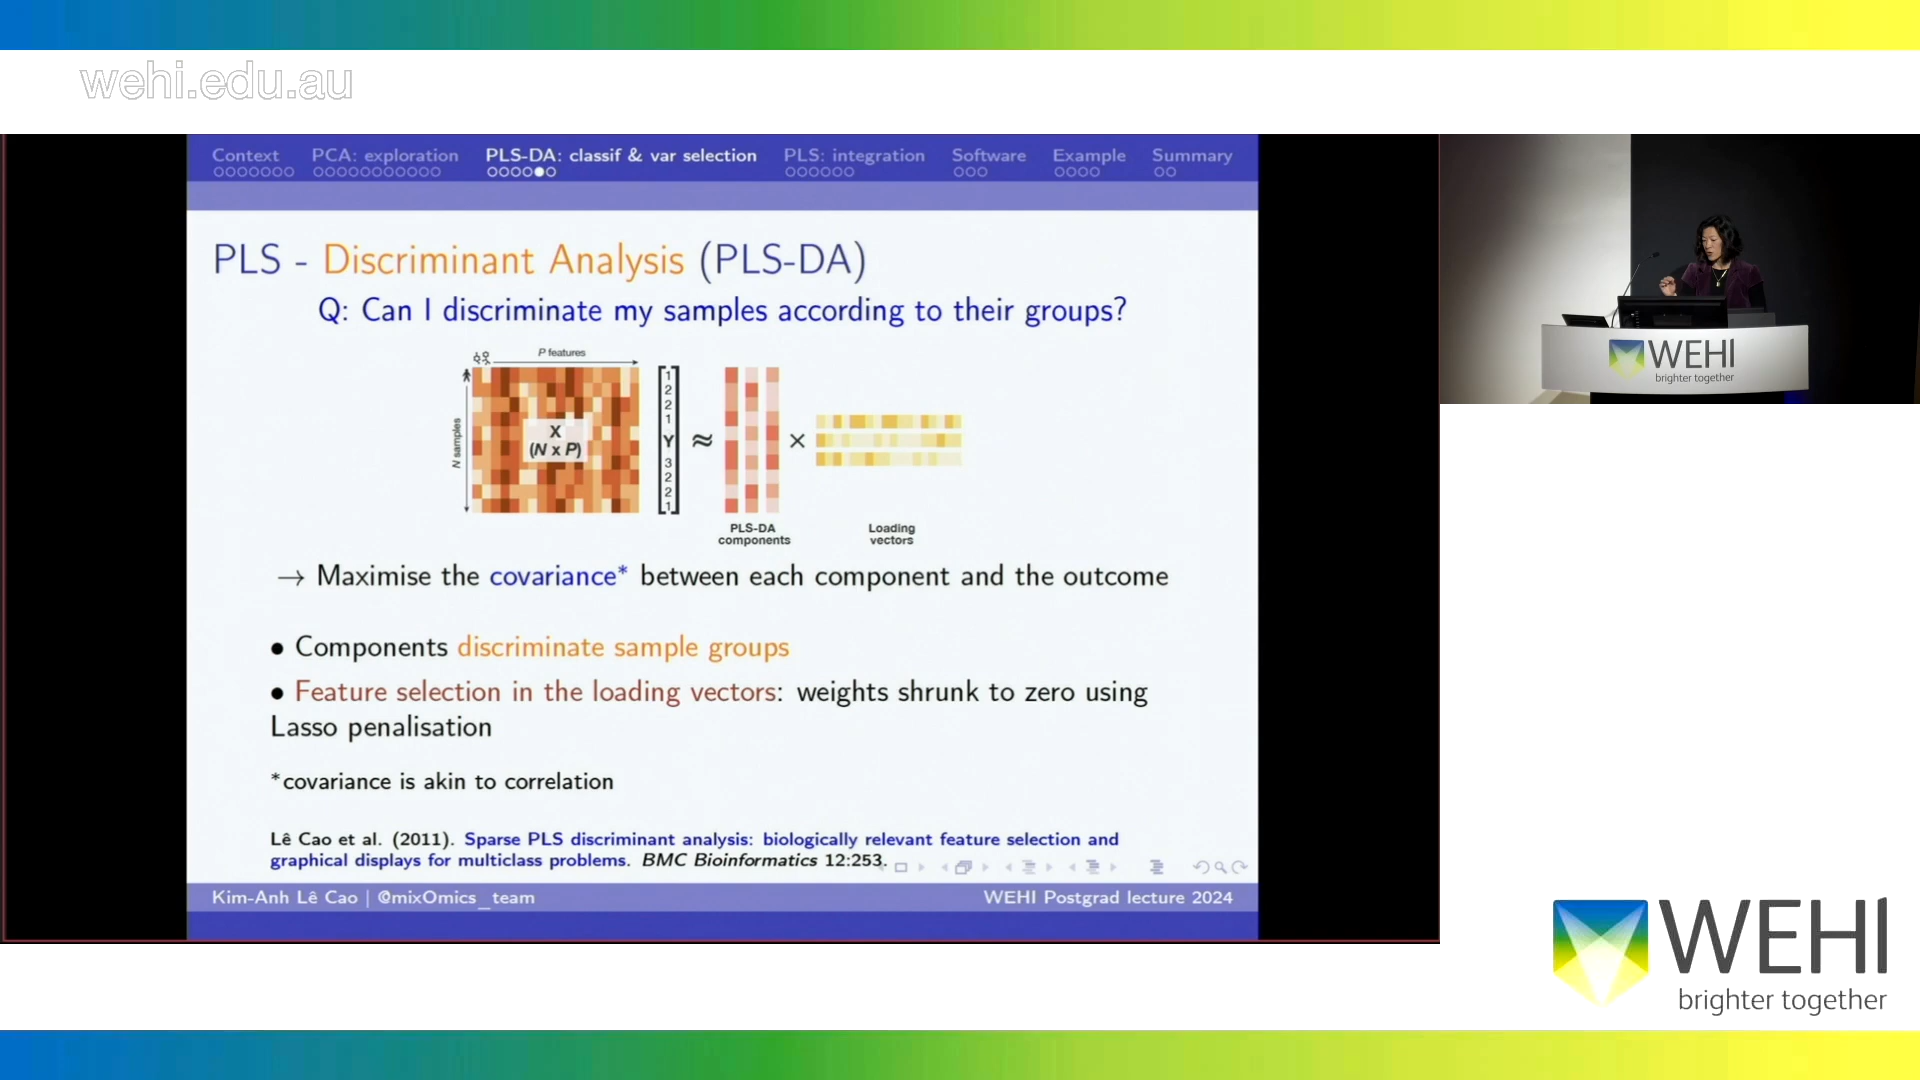 wehi.edu.au
Context PCA: exploration PLS-DA: classif & var selection PLS: integration Software Example Summary
PLS - Discriminant Analysis (PLS-DA)
Q: Can I discriminate my samples according to their groups?
P features
N samples
X
(N x P)
1
2
2
1
Y
3
2
2
1
≈
×
PLS-DA
components
Loading
vectors
→ Maximise the covariance* between each component and the outcome
• Components discriminate sample groups
• Feature selection in the loading vectors: weights shrunk to zero using
Lasso penalisation
*covariance is akin to correlation
Lê Cao et al. (2011). Sparse PLS discriminant analysis: biologically relevant feature selection and
graphical displays for multiclass problems. BMC Bioinformatics 12:253.
Kim-Anh Lê Cao | @mixOmics_team WEHI Postgrad lecture 2024
WEHI
brighter together
WEHI
brighter together